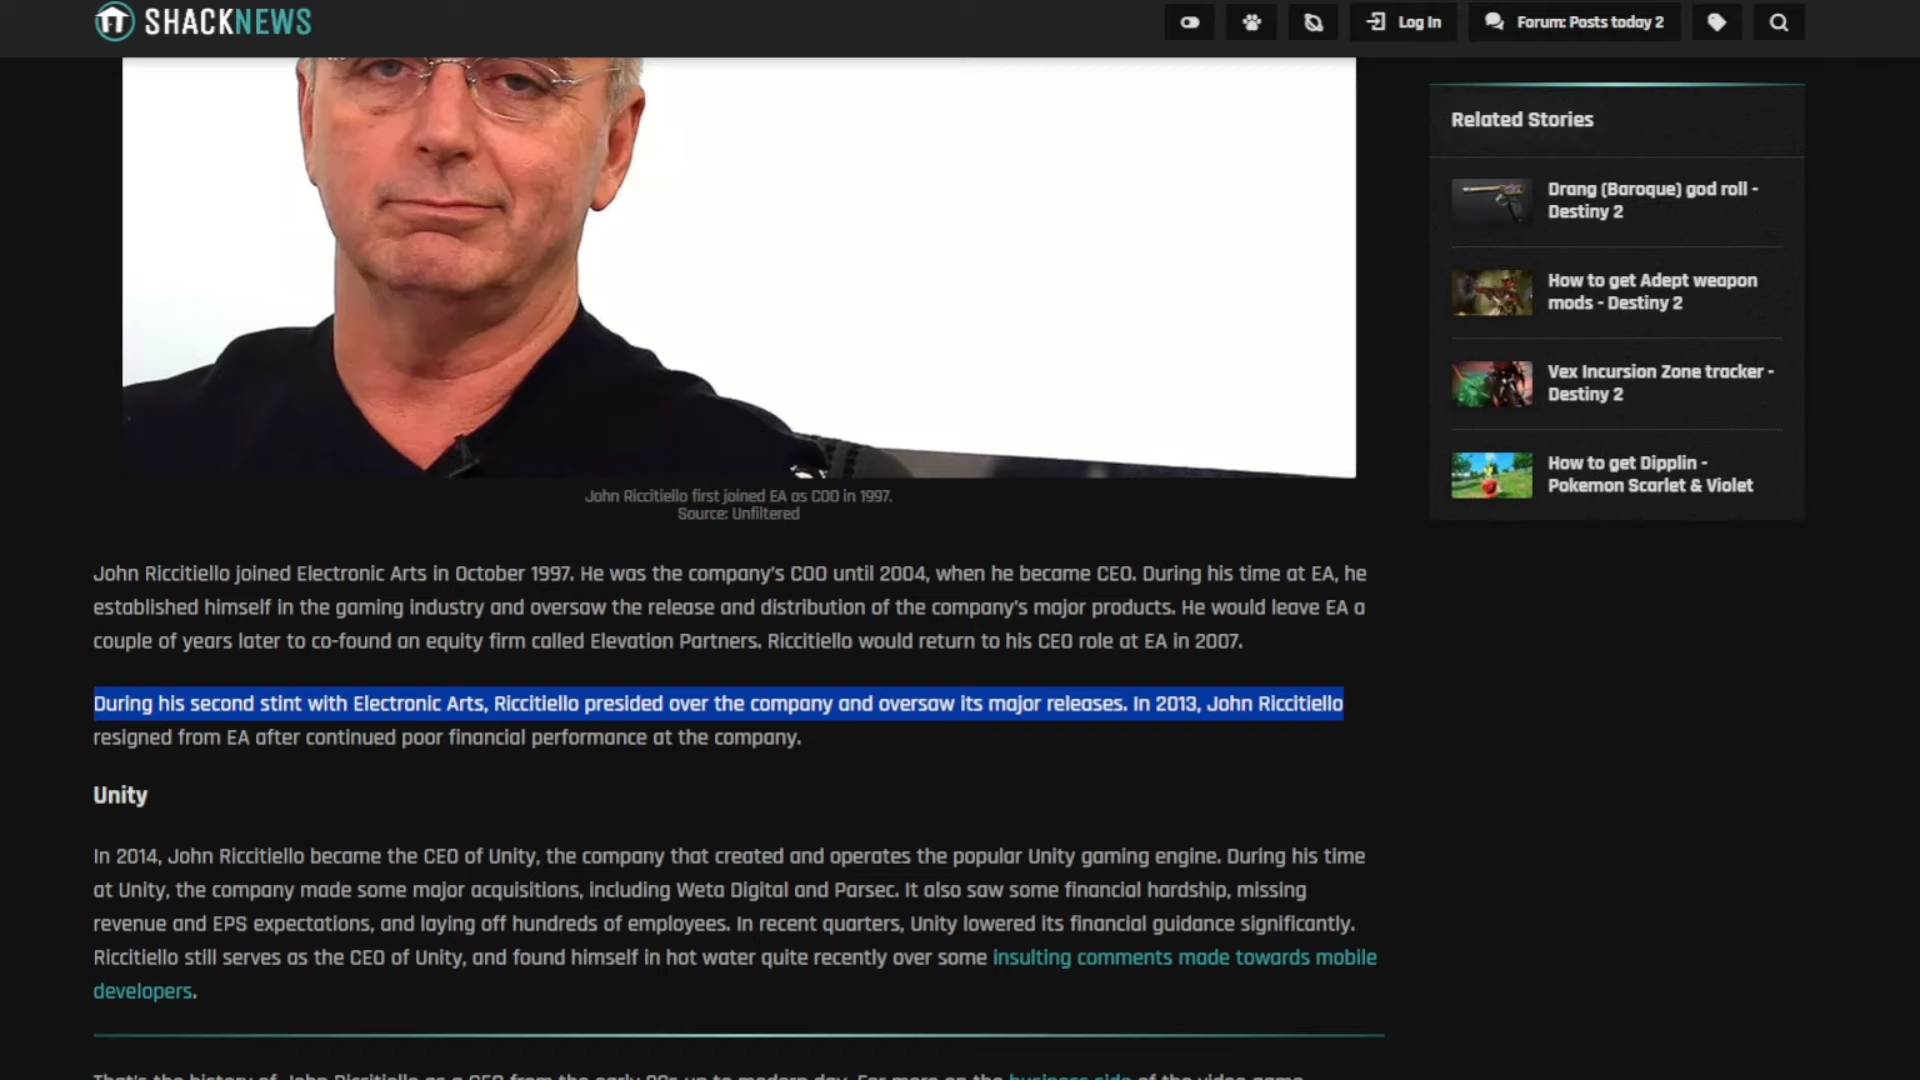 SHACKNEWS
Log In
Forum: Posts today 2
John Riccitiello first joined EA as COO in 1997.
Source: Unfiltered
John Riccitiello joined Electronic Arts in October 1997. He was the company's COO until 2004, when he became CEO. During his time at EA, he
established himself in the gaming industry and oversaw the release and distribution of the company's major products. He would leave EA a
couple of years later to co-found an equity firm called Elevation Partners. Riccitiello would return to his CEO role at EA in 2007.
During his second stint with Electronic Arts, Riccitiello presided over the company and oversaw its major releases. In 2013, John Riccitiello
resigned from EA after continued poor financial performance at the company.
Unity
In 2014, John Riccitiello became the CEO of Unity, the company that created and operates the popular Unity gaming engine. During his time
at Unity, the company made some major acquisitions, including Weta Digital and Parsec. It also saw some financial hardship, missing
revenue and EPS expectations, and laying off hundreds of employees. In recent quarters, Unity lowered its financial guidance significantly.
Riccitiello still serves as the CEO of Unity, and found himself in hot water quite recently over some insulting comments made towards mobile
developers.
That's the history of John Riccitiello as a CEO from the early 90s up to modern day. For more on the business side of the video game
Related Stories
Drang (Baroque) god roll -
Destiny 2
How to get Adept weapon
mods - Destiny 2
Vex Incursion Zone tracker -
Destiny 2
How to get Dipplin -
Pokemon Scarlet & Violet